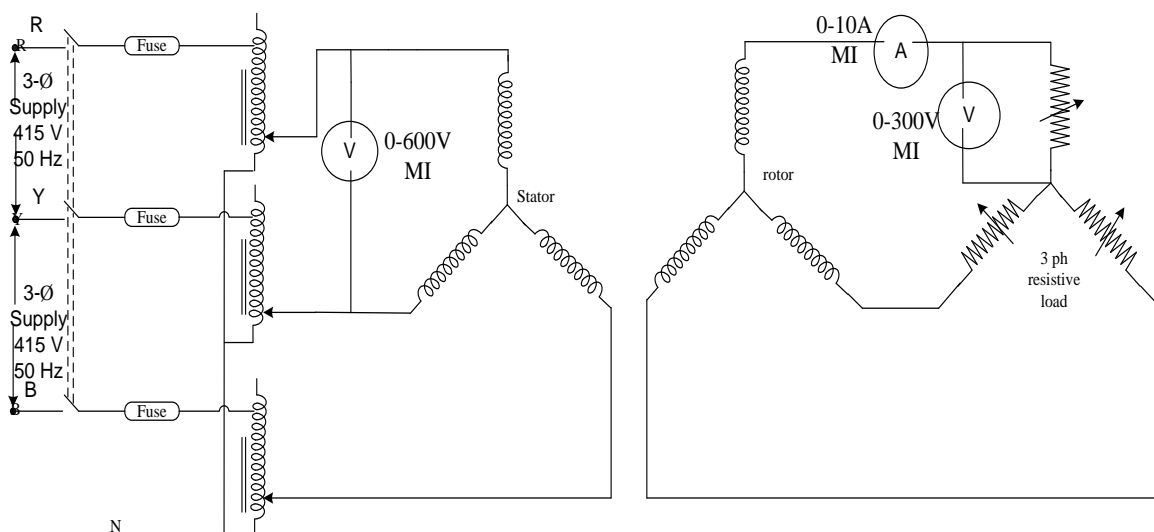 R
R
Fuse
3-Ø
Supply
415 V
50 Hz
Y
Y
Fuse
3-Ø
Supply
415 V
50 Hz
B
B
Fuse
N
V
0-600V
MI
Stator
0-10A
MI
A
V
0-300V
MI
rotor
3 ph
resistive
load